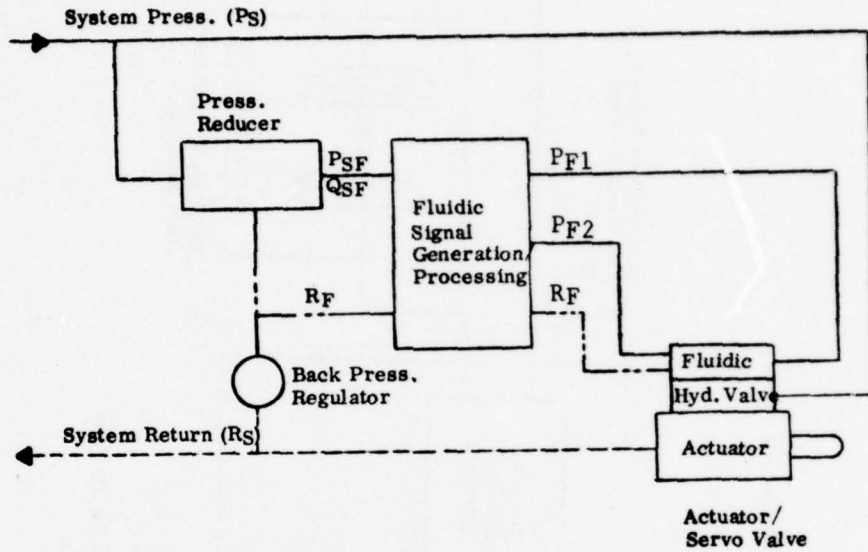 System Press. (PS)
Press.
Reducer
PSF
QSF
PF1
Fluidic
Signal
Generation/
Processing
PF2
RF
RF
Fluidic
Hyd. Valve
Back Press.
Regulator
System Return (RS)
Actuator
Actuator/
Servo Valve